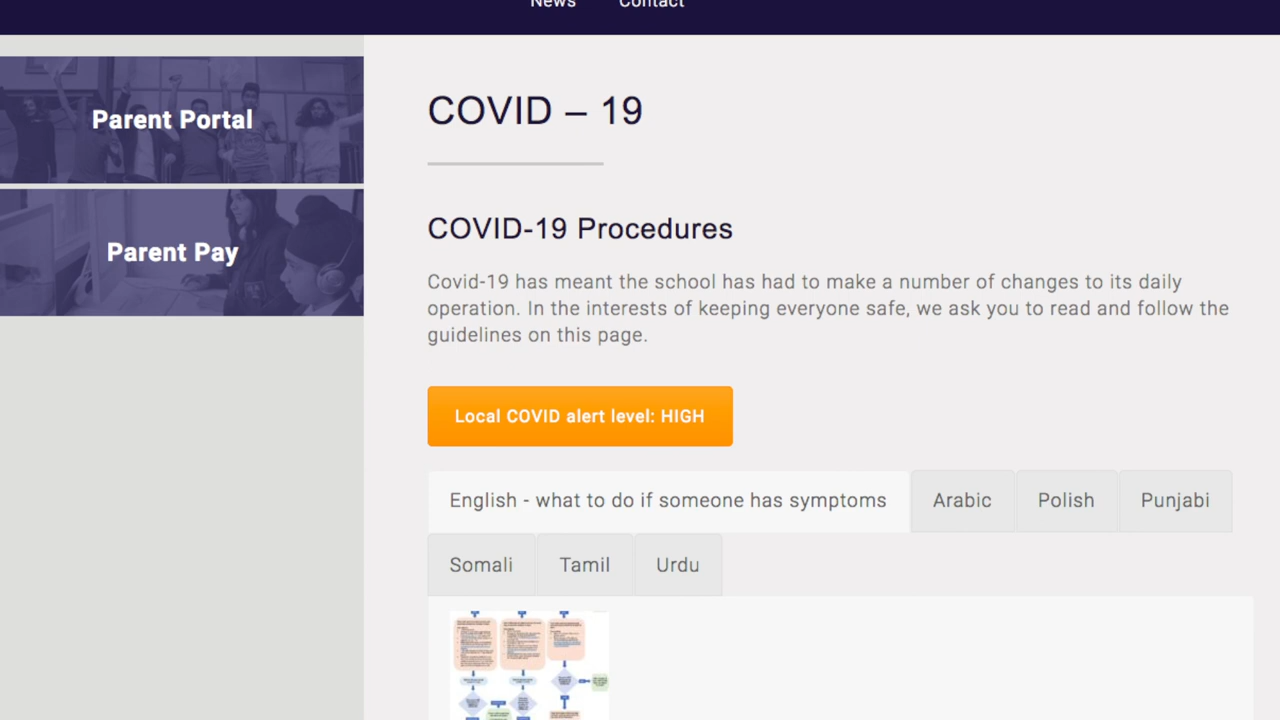 News Contact
Parent Portal
Parent Pay
COVID – 19
COVID-19 Procedures
Covid-19 has meant the school has had to make a number of changes to its daily
operation. In the interests of keeping everyone safe, we ask you to read and follow the
guidelines on this page.
Local COVID alert level: HIGH
English - what to do if someone has symptoms Arabic Polish Punjabi
Somali Tamil Urdu